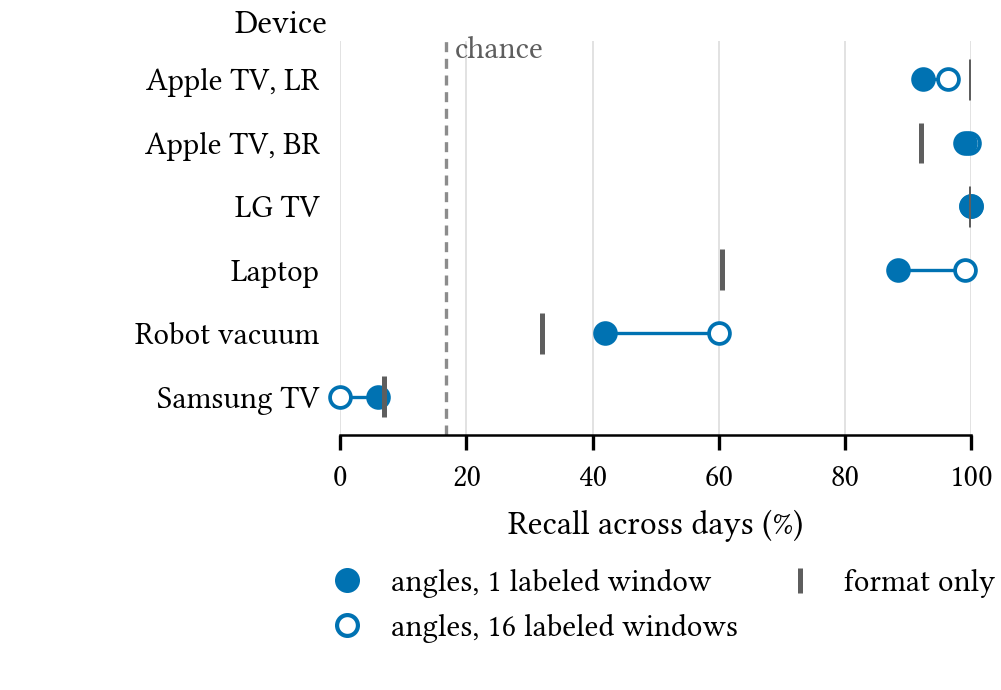 Device
chance
Apple TV, LR
Apple TV, BR
LG TV
Laptop
Robot vacuum
Samsung TV
0 20 40 60 80 100
Recall across days (%)
angles, 1 labeled window
format only
angles, 16 labeled windows